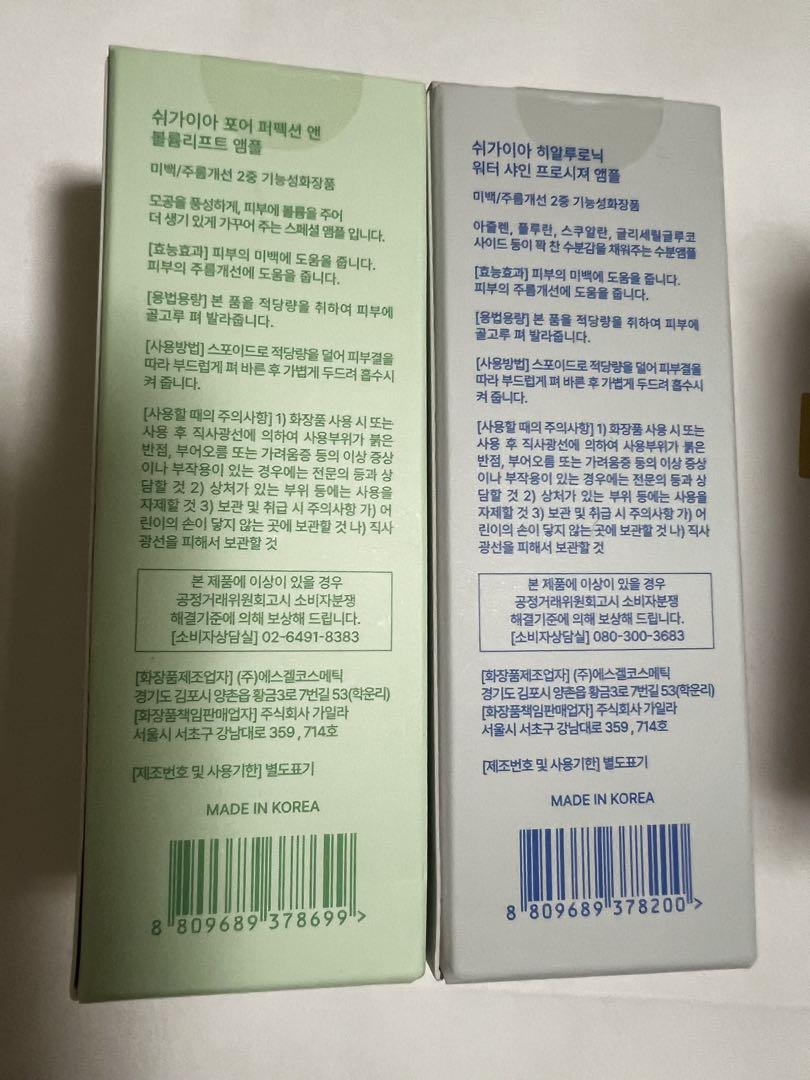 쉬가이아 포어 퍼펙션 앤
볼륨리프트 앰플
미백/주름개선 2중 기능성화장품
모공을 풍성하게, 피부에 볼륨을 주어
더 생기 있게 가꾸어 주는 스페셜 앰플 입니다.
[효능효과] 피부의 미백에 도움을 줍니다.
피부의 주름개선에 도움을 줍니다.
[용법용량] 본 품을 적당량을 취하여 피부에
골고루 펴 발라줍니다.
[사용방법] 스포이드로 적당량을 덜어 피부결을
따라 부드럽게 펴 바른 후 가볍게 두드려 흡수시
켜 줍니다.
[사용할 때의 주의사항] 1) 화장품 사용 시 또는
사용 후 직사광선에 의하여 사용부위가 붉은
반점, 부어오름 또는 가려움증 등의 이상 증상
이나 부작용이 있는 경우에는 전문의 등과 상
담할 것 2) 상처가 있는 부위 등에는 사용을
자제할 것 3) 보관 및 취급 시 주의사항 가) 어
린이의 손이 닿지 않는 곳에 보관할 것 나) 직사
광선을 피해서 보관할 것
본 제품에 이상이 있을 경우
공정거래위원회고시 소비자분쟁
해결기준에 의해 보상해 드립니다.
[소비자상담실] 02-6491-8383
[화장품제조업자] (주)에스겔코스메틱
경기도 김포시 양촌읍 황금3로 7번길 53(학운리)
[화장품책임판매업자] 주식회사 가일라
서울시 서초구 강남대로 359 , 714호
[제조번호 및 사용기한] 별도표기
MADE IN KOREA
8 809689 378699 >
쉬가이아 히알루로닉
워터 샤인 프로시져 앰플
미백/주름개선 2중 기능성화장품
아줄렌, 풀루란, 스쿠알란, 글리세릴글루코
사이드 등이 꽉 찬 수분감을 채워주는 수분앰플
[효능효과] 피부의 미백에 도움을 줍니다.
피부의 주름개선에 도움을 줍니다.
[용법용량] 본 품을 적당량을 취하여 피부에
골고루 펴 발라줍니다.
[사용방법] 스포이드로 적당량을 덜어 피부결을
따라 부드럽게 펴 바른 후 가볍게 두드려 흡수시
켜 줍니다.
[사용할 때의 주의사항] 1) 화장품 사용 시 또는
사용 후 직사광선에 의하여 사용부위가 붉은
반점, 부어오름 또는 가려움증 등의 이상 증상
이나 부작용이 있는 경우에는 전문의 등과 상
담할 것 2) 상처가 있는 부위 등에는 사용을
자제할 것 3) 보관 및 취급 시 주의사항 가) 어
린이의 손이 닿지 않는 곳에 보관할 것 나) 직사
광선을 피해서 보관할 것
본 제품에 이상이 있을 경우
공정거래위원회고시 소비자분쟁
해결기준에 의해 보상해 드립니다.
[소비자상담실] 080-300-3683
[화장품제조업자] (주)에스겔코스메틱
경기도 김포시 양촌읍 황금3로 7번길 53(학운리)
[화장품책임판매업자] 주식회사 가일라
서울시 서초구 강남대로 359 , 714호
[제조번호 및 사용기한] 별도표기
MADE IN KOREA
8 809689 378200 >